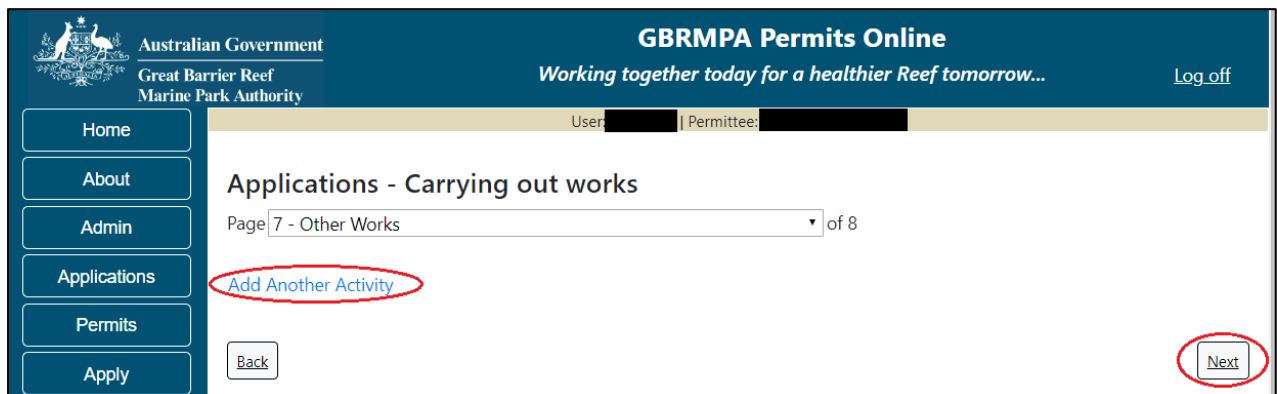 Australian Government
Great Barrier Reef
Marine Park Authority
GBRMPA Permits Online
Working together today for a healthier Reef tomorrow...
Log off
User: | Permittee:
Home
About
Admin
Applications
Permits
Apply
Applications - Carrying out works
Page 7 - Other Works of 8
Add Another Activity
Back
Next